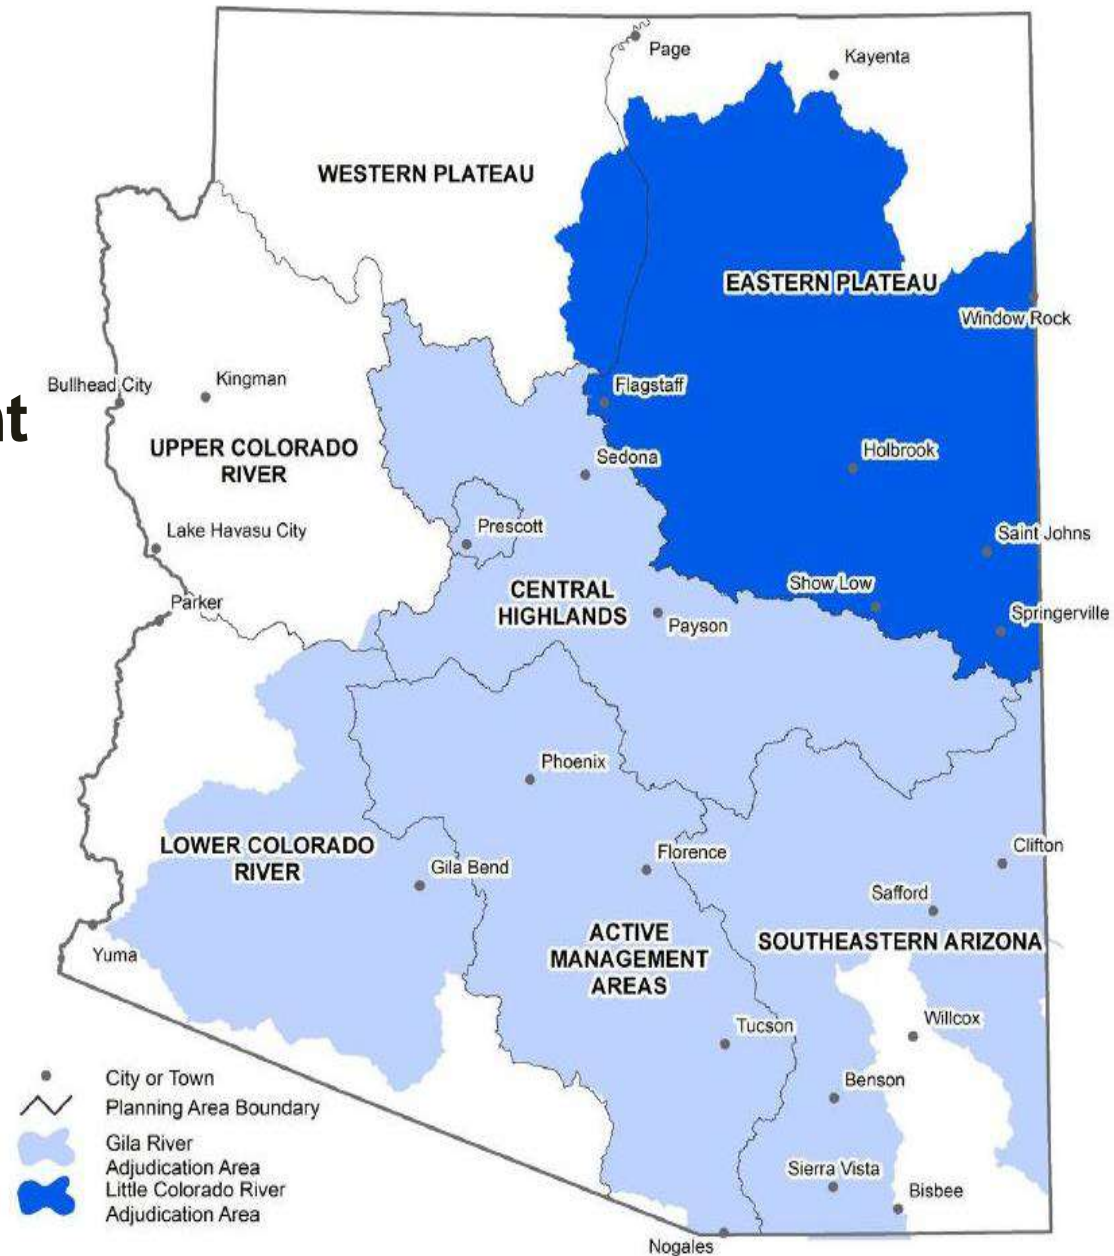 Page
Kayenta
WESTERN PLATEAU
EASTERN PLATEAU
Window Rock
Bullhead City
Kingman
Flagstaff
nt
UPPER COLORADO
RIVER
Sedona
Holbrook
Lake Havasu City
Prescott
Saint Johns
Parker
CENTRAL
HIGHLANDS
Show Low
Payson
Springerville
Phoenix
LOWER COLORADO
RIVER
Gila Bend
Florence
Clifton
Safford
ACTIVE
MANAGEMENT
AREAS
SOUTHEASTERN ARIZONA
Yuma
Tucson
Willcox
Benson
Sierra Vista
Bisbee
Nogales
City or Town
Planning Area Boundary
Gila River
Adjudication Area
Little Colorado River
Adjudication Area